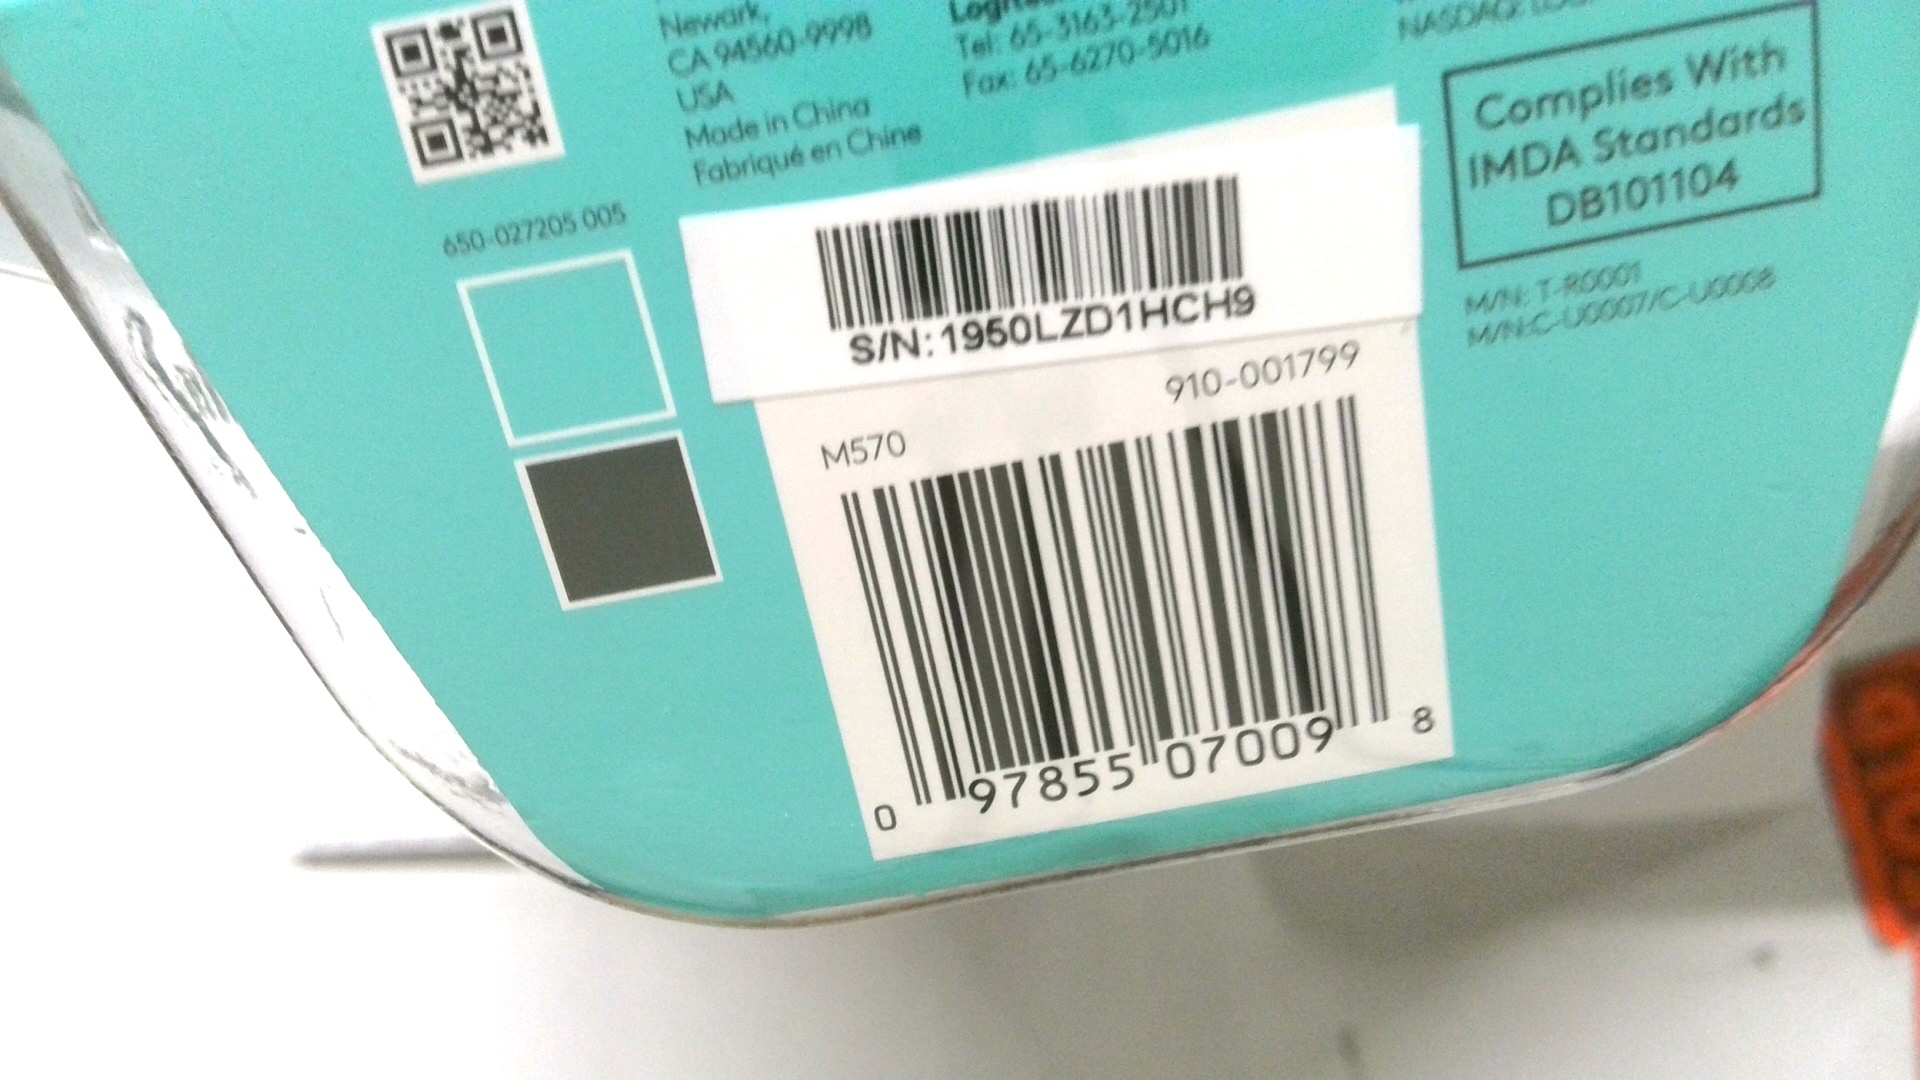 Newark,
CA 94560-9998
USA
Made in China
Fabriqué en Chine
Tel: 65-3163-2501
Fax: 65-6270-5016
NASDAQ:
Complies With
IMDA Standards
DB101104
M/N: T-R0001
M/N:C-U0007/C-U0008
650-027205 005
S/N:1950LZD1HCH9
910-001799
M570
0 97855 07009 8